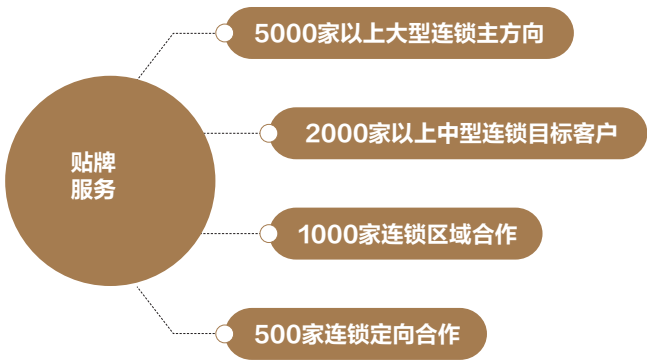 5000家以上大型连锁主方向
2000家以上中型连锁目标客户
贴牌
服务
1000家连锁区域合作
500家连锁定向合作